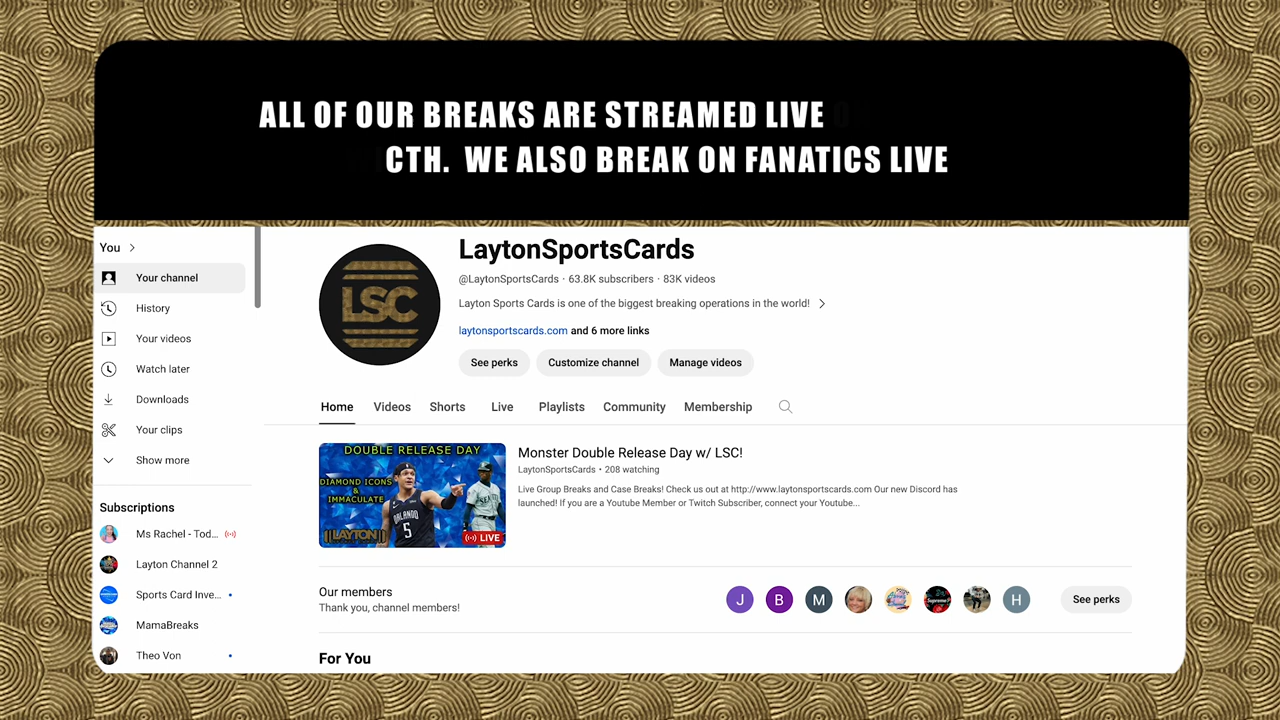 ALL OF OUR BREAKS ARE STREAMED LIVE
CTH. WE ALSO BREAK ON FANATICS LIVE
You
Your channel
History
Your videos
Watch later
Downloads
Your clips
Show more
Subscriptions
Ms Rachel - Tod...
Layton Channel 2
Sports Card Inve...
MamaBreaks
Theo Von
LSC
LaytonSportsCards
@LaytonSportsCards · 63.8K subscribers · 83K videos
Layton Sports Cards is one of the biggest breaking operations in the world!
laytonsportscards.com and 6 more links
See perks Customize channel Manage videos
Home Videos Shorts Live Playlists Community Membership
DOUBLE RELEASE DAY
DIAMOND ICONS
&
IMMACULATE
ORLANDO
5
LAYTON
LIVE
Monster Double Release Day w/ LSC!
LaytonSportsCards • 208 watching
Live Group Breaks and Case Breaks! Check us out at http://www.laytonsportscards.com Our new Discord has
launched! If you are a Youtube Member or Twitch Subscriber, connect your Youtube...
Our members
Thank you, channel members!
J B M H
See perks
For You